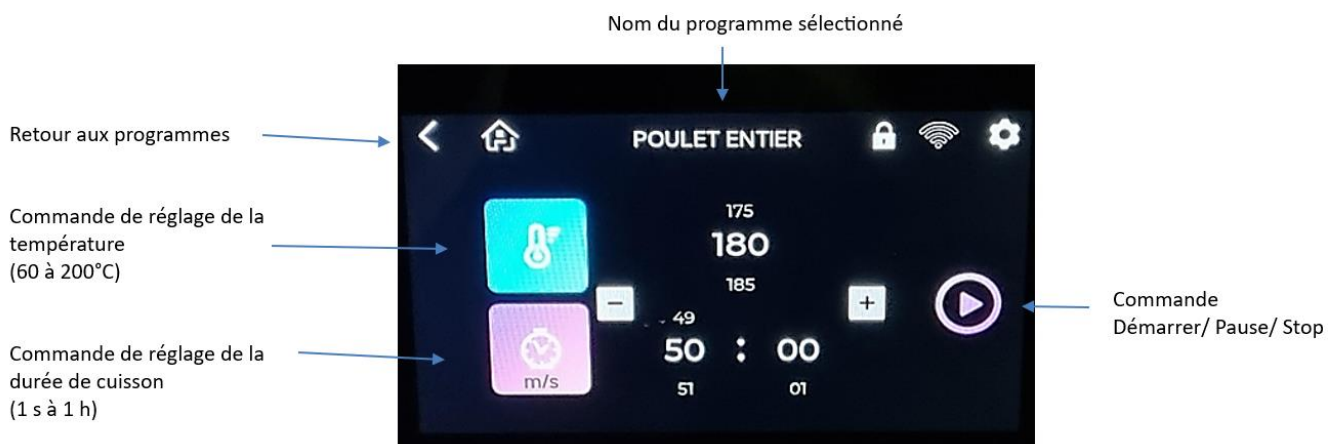 Nom du programme sélectionné
Retour aux programmes
POULET ENTIER
Commande de réglage de la
température
(60 à 200°C)
175
180
185
−
+
Commande
Démarrer/ Pause/ Stop
Commande de réglage de la
durée de cuisson
(1 s à 1 h)
m/s
49
50 : 00
51 01